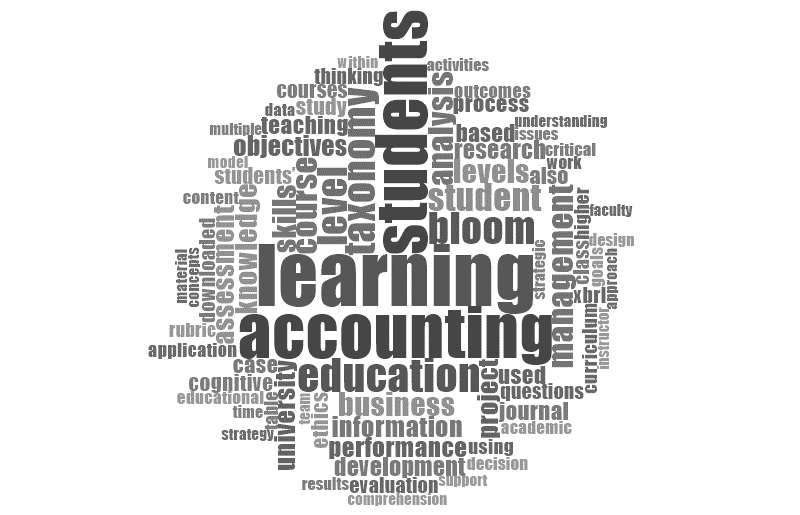 students
within
activities
thinking
analysis
courses
outcomes
taxonomy
data
study
process
multiple
teaching
based
understanding
issues
objectives
research
critical
model
course
level
levels
work
students'
skills
also
content
knowledge
student
management
higher
class
faculty
assessment
downloaded
bloom
design
material
concepts
learning
strategic
goals
approach
xbrl
rubric
accounting
curriculum
instructor
application
case
education
project
used
cognitive
university
questions
educational
table
team
ethics
business
journal
time
information
academic
strategy
performance
using
development
decision
results
evaluation
support
comprehension